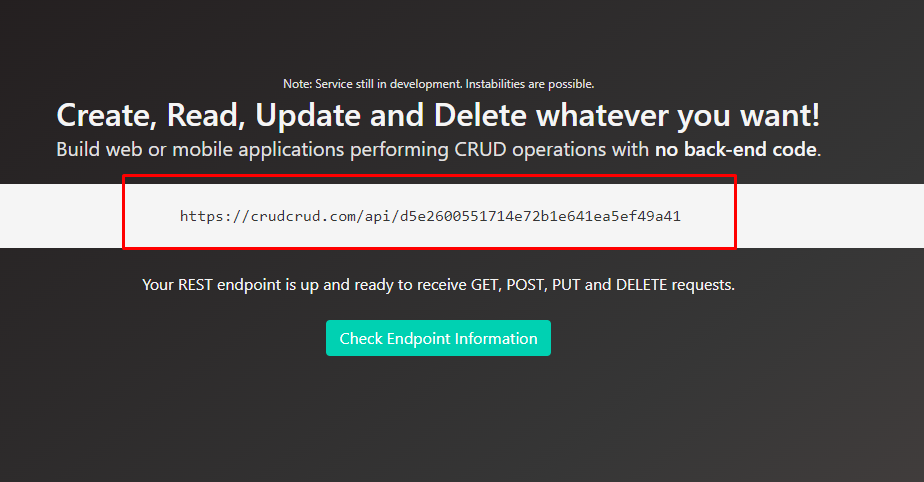 Note: Service still in development. Instabilities are possible.
Create, Read, Update and Delete whatever you want!
Build web or mobile applications performing CRUD operations with no back-end code.
https://crudcrud.com/api/d5e2600551714e72b1e641ea5ef49a41
Your REST endpoint is up and ready to receive GET, POST, PUT and DELETE requests.
Check Endpoint Information